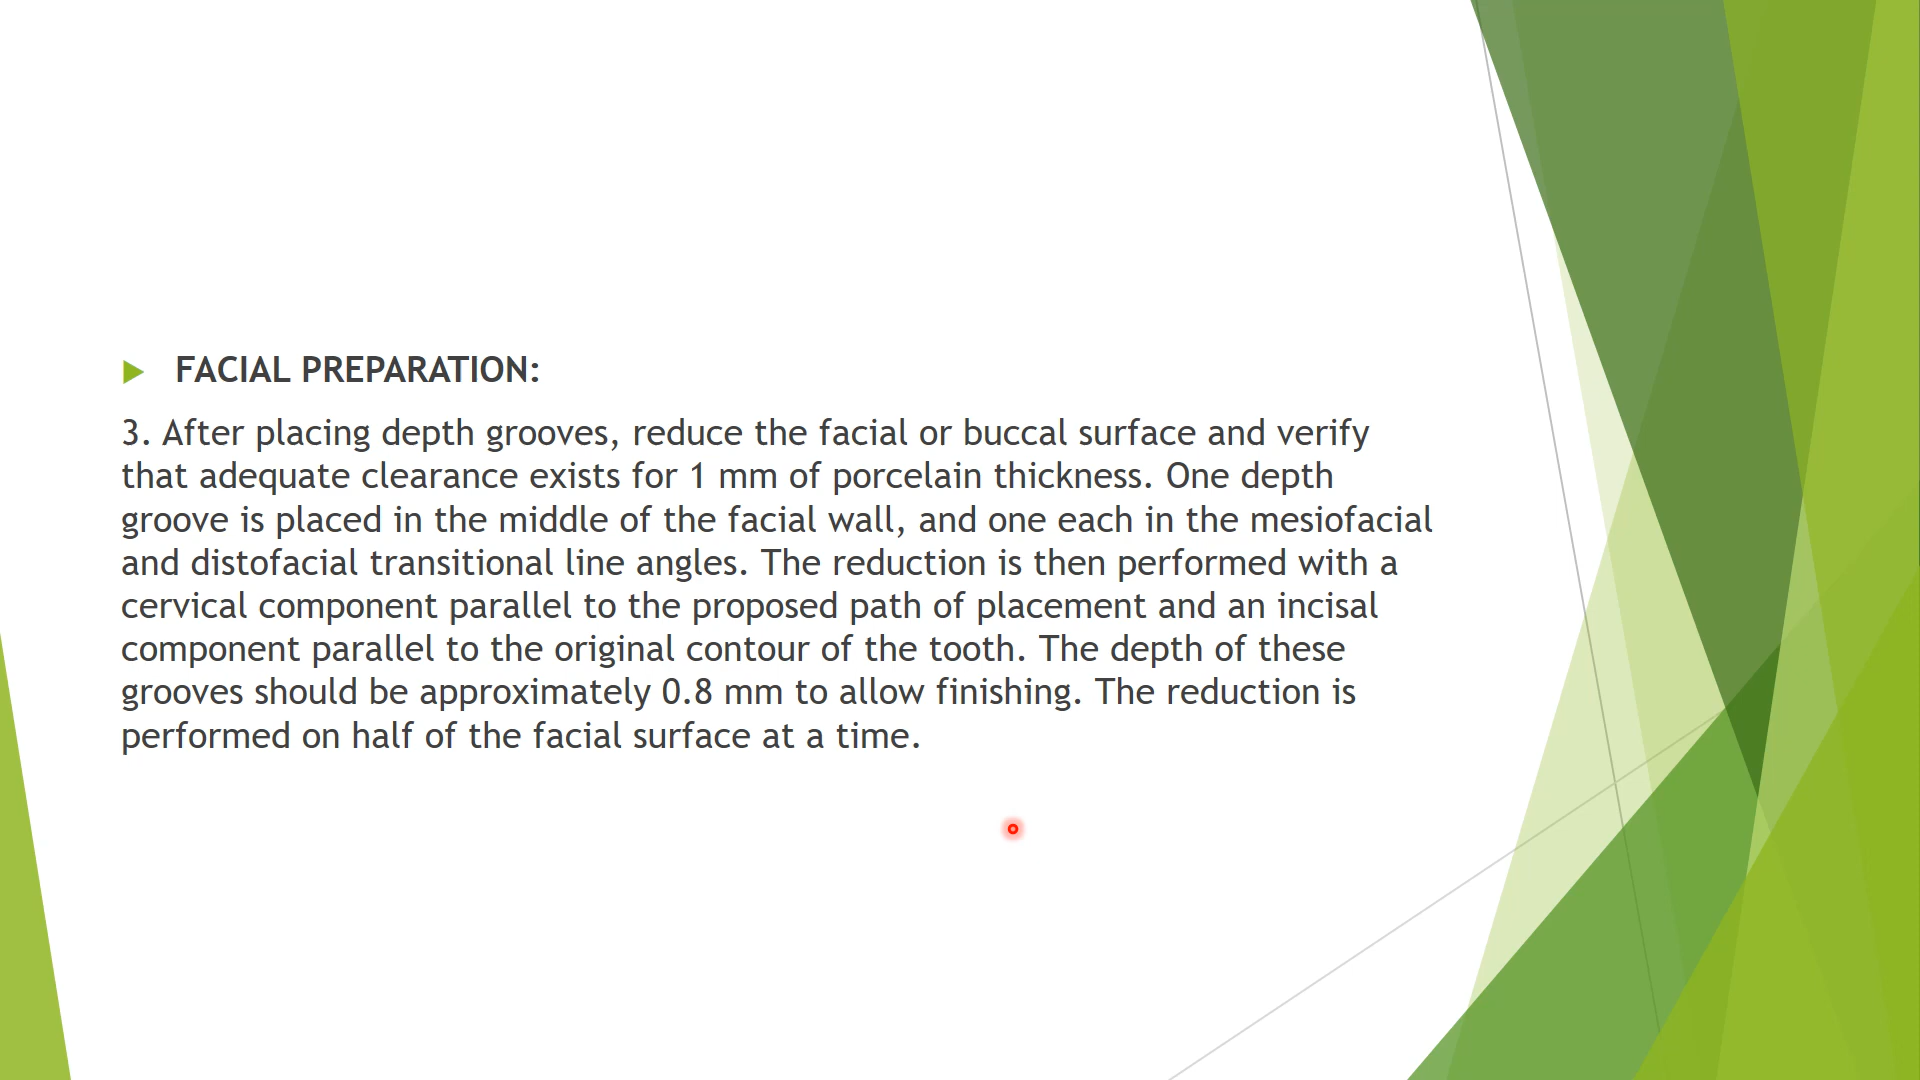 FACIAL PREPARATION:
3. After placing depth grooves, reduce the facial or buccal surface and verify
that adequate clearance exists for 1 mm of porcelain thickness. One depth
groove is placed in the middle of the facial wall, and one each in the mesiofacial
and distofacial transitional line angles. The reduction is then performed with a
cervical component parallel to the proposed path of placement and an incisal
component parallel to the original contour of the tooth. The depth of these
grooves should be approximately 0.8 mm to allow finishing. The reduction is
performed on half of the facial surface at a time.